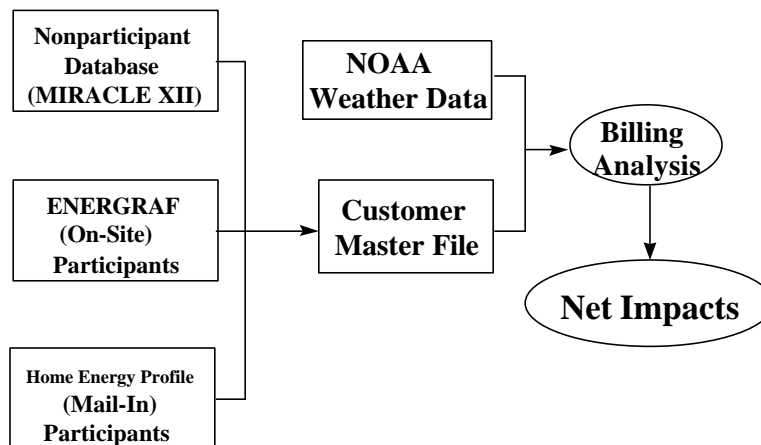 Nonparticipant
Database
(MIRACLE XII)
NOAA
Weather Data
Billing
Analysis
ENERGRAF
(On-Site)
Participants
Customer
Master File
Net Impacts
Home Energy Profile
(Mail-In)
Participants